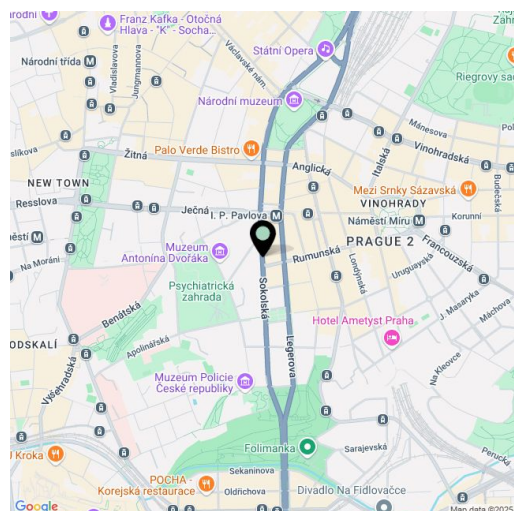 Národní
Franz Kafka - Otočná
Hlava - "K" - Socha...
Václavské nám.
Státní Opera
Národní třída
Vladislavova
Jungmannova
Národní muzeum
Riegrovy sad
Mánesova
Vinohradská
Palo Verde Bistro
Žitná
Anglická
Italská
Mezi Srnky Sázavská
Budečská
NEW TOWN
Resslova
Ječná
I. P. Pavlova
VINOHRADY
Náměstí Míru
Korunní
Na Moráni
Muzeum
Antonína Dvořáka
PRAGUE 2
Rumunská
Francouzská
Londýnská
Uruguayská
Psychiatrická
zahrada
Sokolská
J. Masaryka
Máchova
Benátská
Hotel Ametyst Praha
Legerova
ODSKALÍ
Apolinářská
Vyšehradská
Na Kleovce
Muzeum Policie
České republiky
U Kroka
Folimanka
Sarajevská
Perucká
Sekaninova
POCHA -
Korejská restaurace
Oldřichova
Divadlo Na Fidlovačce
Google
Map data ©2025